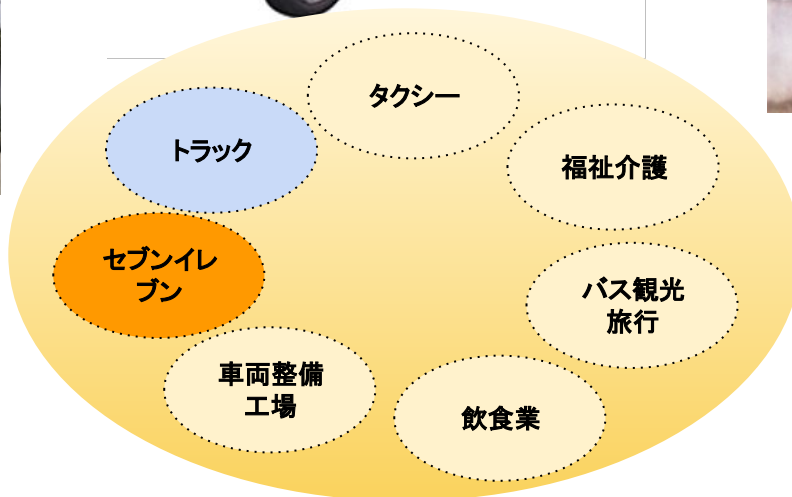 タクシー
トラック
福祉介護
セブンイレ
ブン
バス観光
旅行
車両整備
工場
飲食業